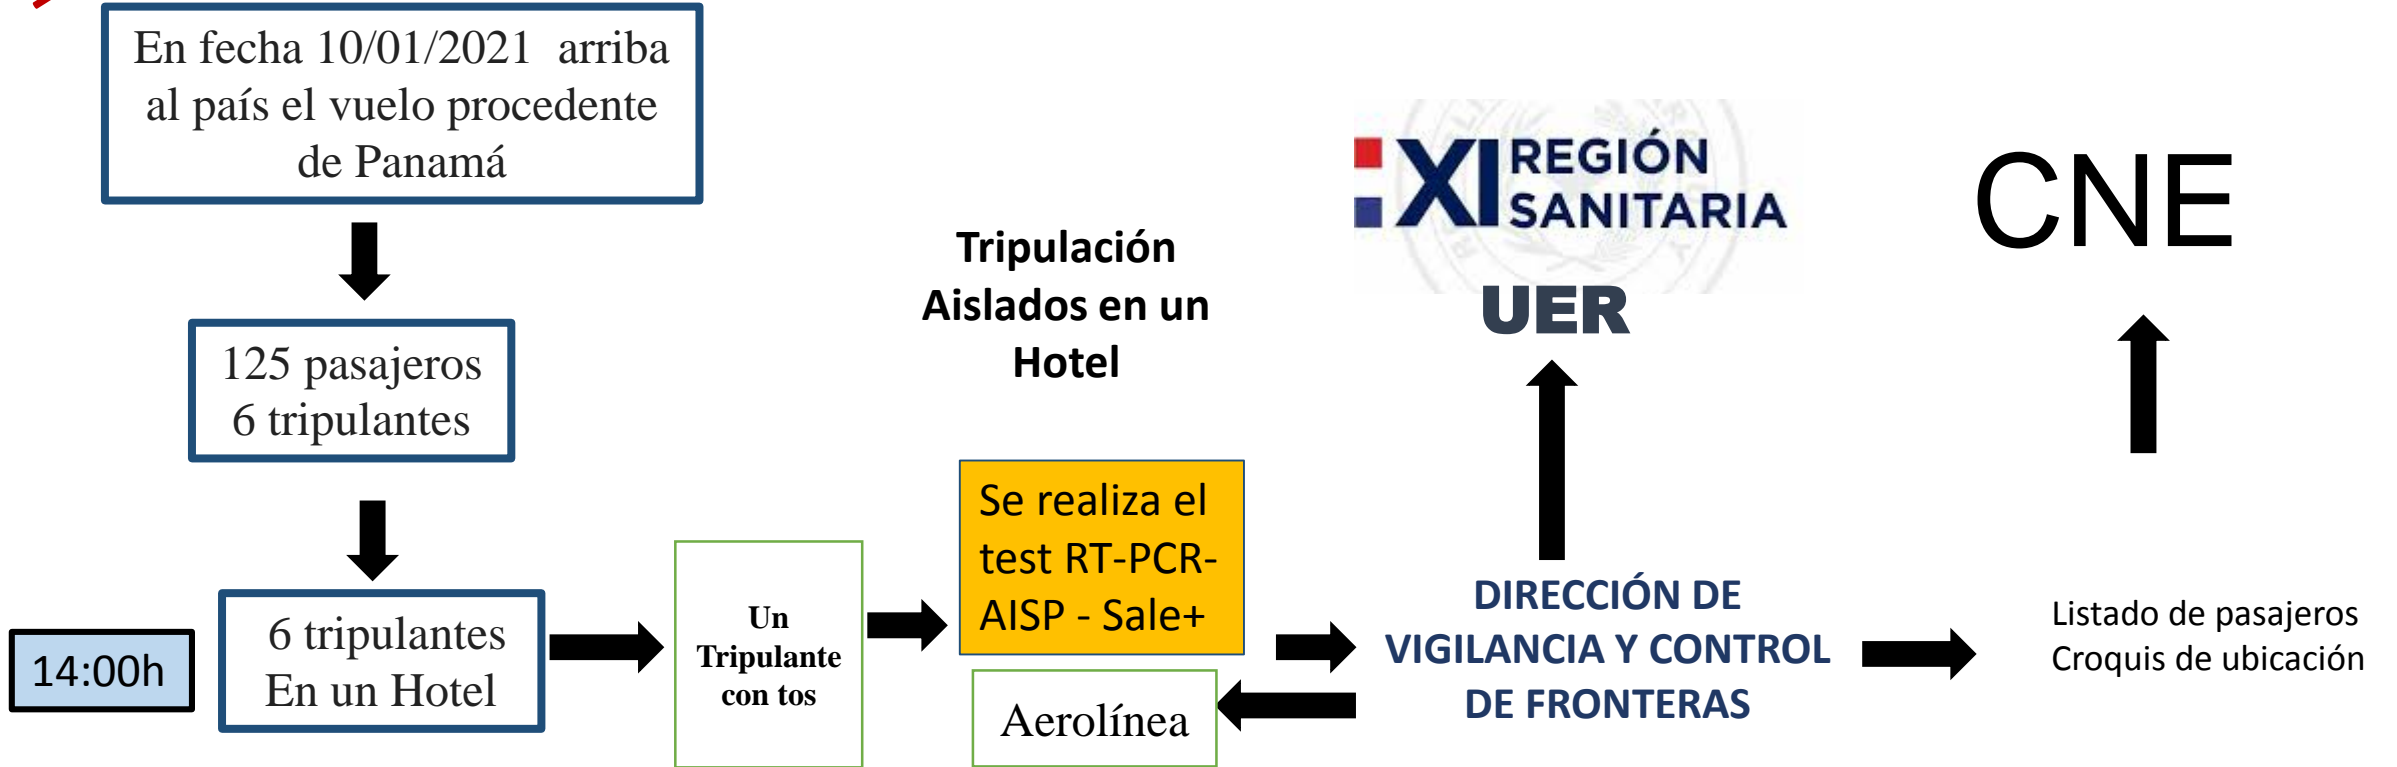 En fecha 10/01/2021 arriba
al país el vuelo procedente
de Panamá
125 pasajeros
6 tripulantes
14:00h
6 tripulantes
En un Hotel
Un
Tripulante
con tos
Tripulación
Aislados en un
Hotel
Se realiza el
test RT-PCR-
AISP - Sale+
Aerolínea
XI REGIÓN
SANITARIA
UER
DIRECCIÓN DE
VIGILANCIA Y CONTROL
DE FRONTERAS
CNE
Listado de pasajeros
Croquis de ubicación